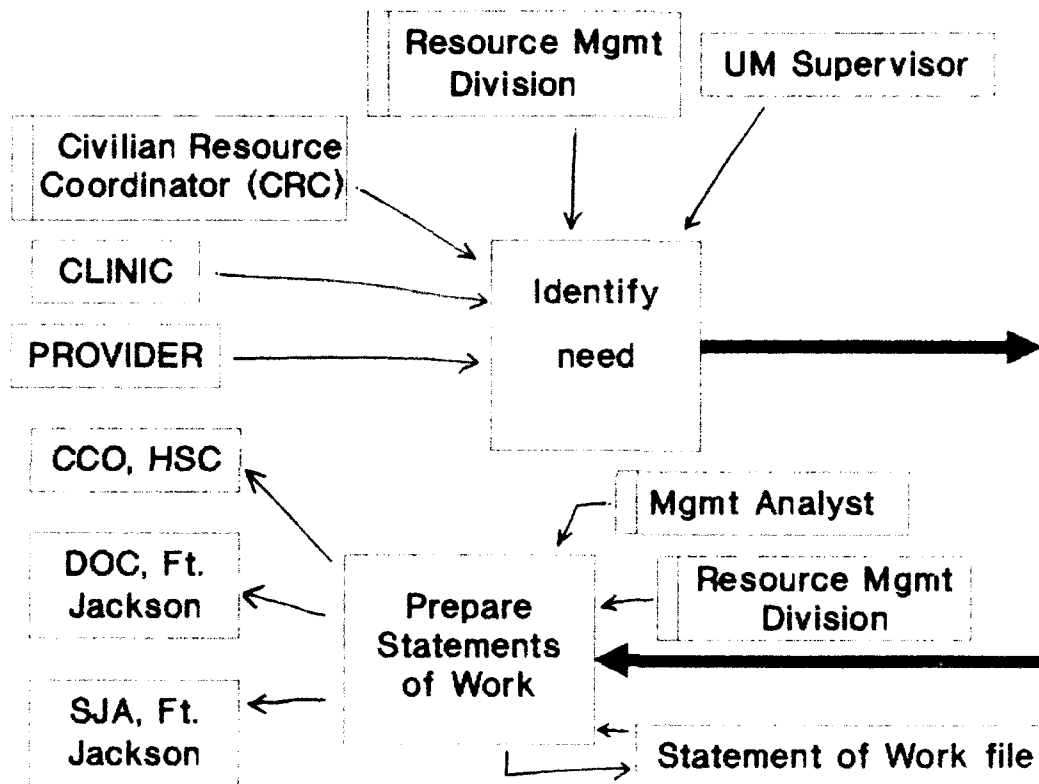 Resource Mgmt
Division
UM Supervisor
Civilian Resource
Coordinator (CRC)
CLINIC
PROVIDER
Identify
need
CCO, HSC
DOC, Ft.
Jackson
SJA, Ft.
Jackson
Prepare
Statements
of Work
Mgmt Analyst
Resource Mgmt
Division
Statement of Work file